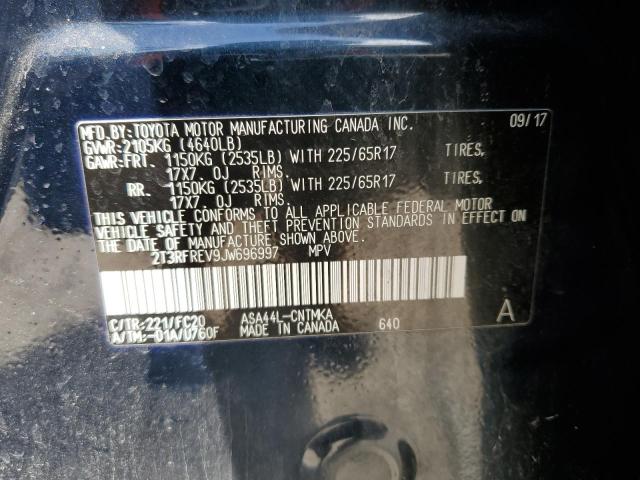 MFD.BY:TOYOTA MOTOR MANUFACTURING CANADA INC. 09/17
GVWR:2105KG (4640LB)
GAWR:FRT. 1150KG (2535LB) WITH 225/65R17 TIRES,
17X7.0J RIMS.
RR. 1150KG (2535LB) WITH 225/65R17 TIRES,
17X7.0J RIMS.
THIS VEHICLE CONFORMS TO ALL APPLICABLE FEDERAL MOTOR
VEHICLE SAFETY AND THEFT PREVENTION STANDARDS IN EFFECT ON
THE DATE OF MANUFACTURE SHOWN ABOVE.
2T3RFREV9JW696997 MPV
C/TR:221/FC20 ASA44L-CNTMKA 640 A
A/TM:-01A/U760F MADE IN CANADA